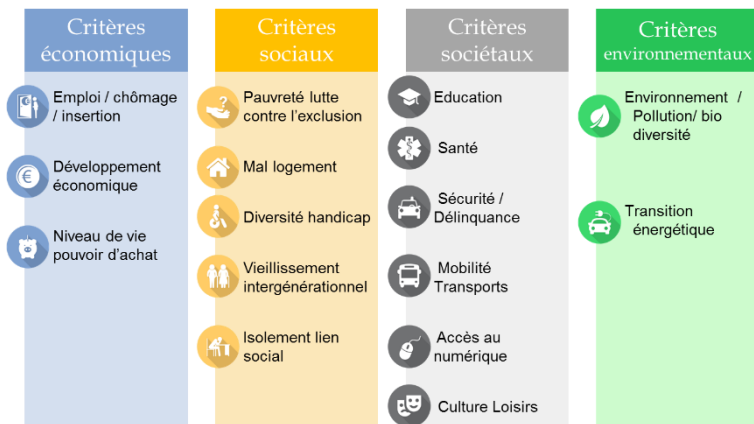 Critères
économiques
Emploi / chômage
/ insertion
Développement
économique
Niveau de vie
pouvoir d'achat
Critères
sociaux
Pauvreté lutte
contre l'exclusion
Mal logement
Diversité handicap
Vieillissement
intergénérationnel
Isolement lien
social
Critères
sociétaux
Education
Santé
Sécurité /
Délinquance
Mobilité
Transports
Accès au
numérique
Culture Loisirs
Critères
environnementaux
Environnement /
Pollution/ bio
diversité
Transition
énergétique